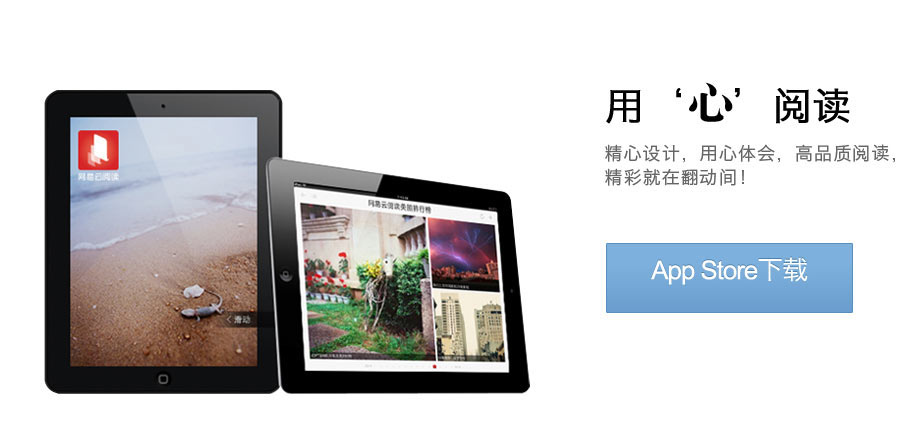 用‘心’阅读
精心设计，用心体会，高品质阅读，
精彩就在翻动间！
App Store下载
网易云阅读
滑动
网易云阅读美图排行榜